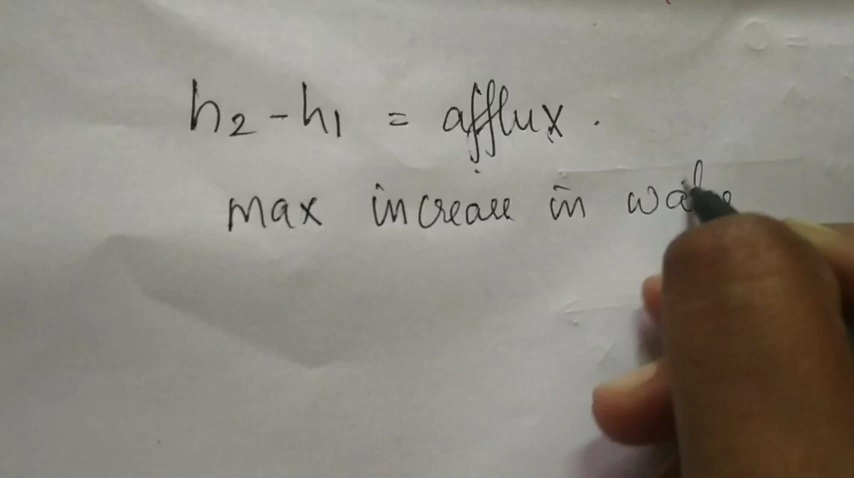 h2 - h1 = afflux.
max increase in